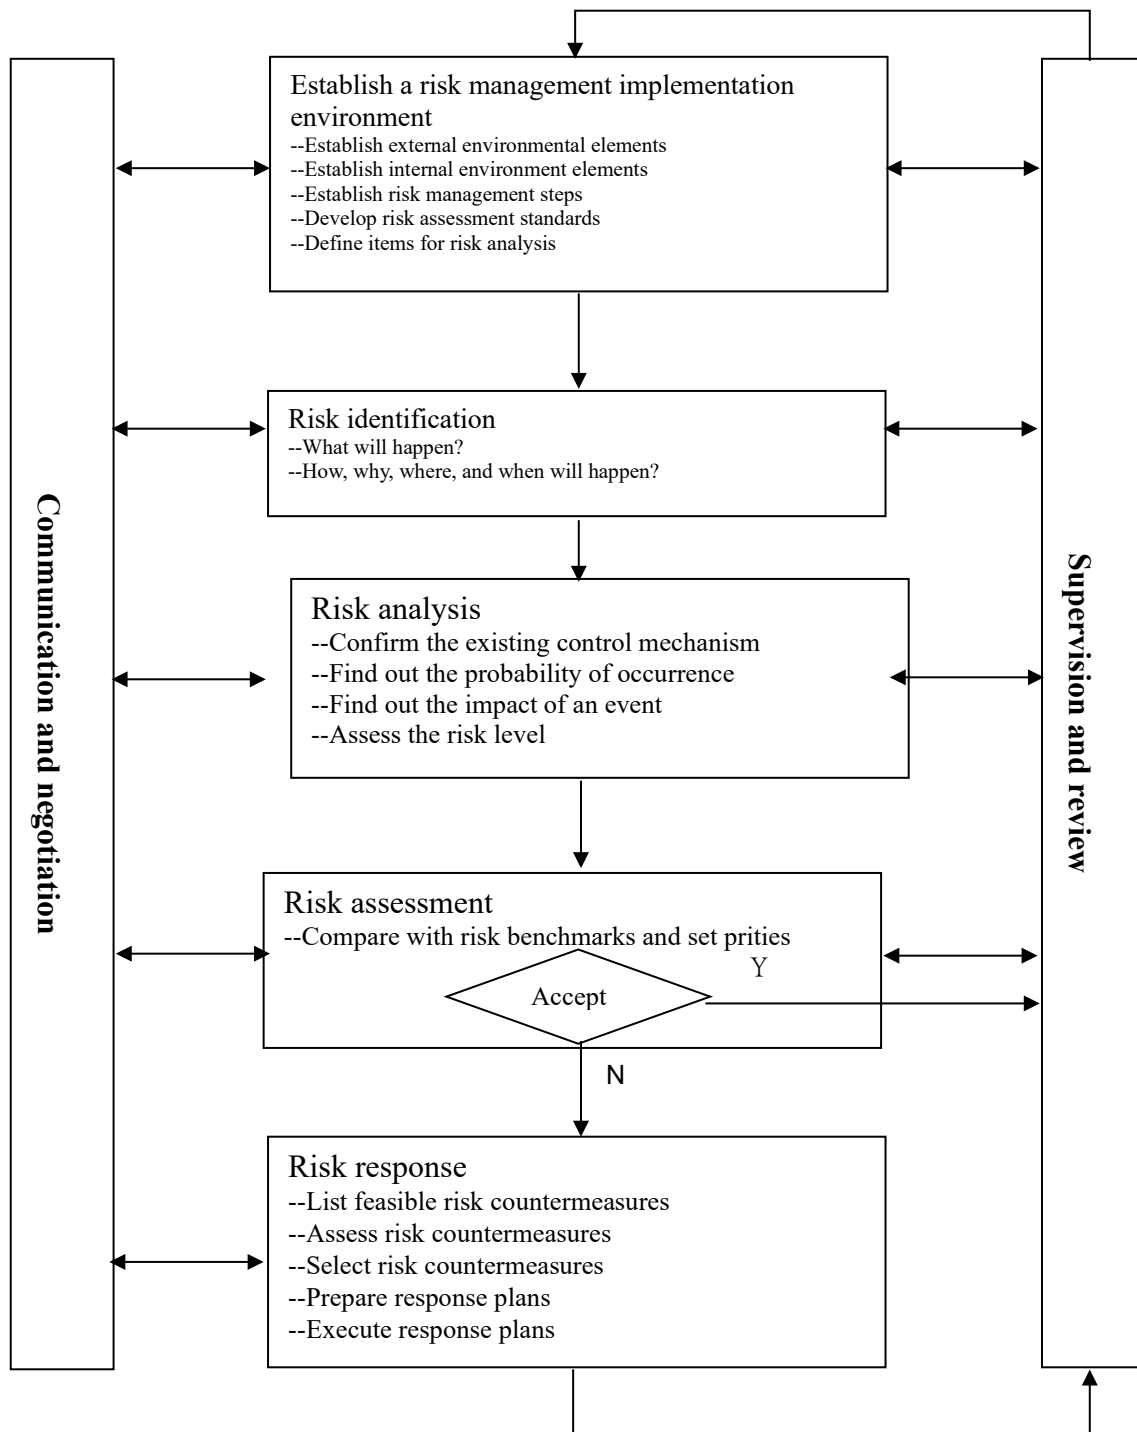 Establish a risk management implementation
environment
--Establish external environmental elements
--Establish internal environment elements
--Establish risk management steps
--Develop risk assessment standards
--Define items for risk analysis
Risk identification
--What will happen?
--How, why, where, and when will happen?
Communication and negotiation
Supervision and review
Risk analysis
--Confirm the existing control mechanism
--Find out the probability of occurrence
--Find out the impact of an event
--Assess the risk level
Risk assessment
--Compare with risk benchmarks and set prities
Y
Accept
N
Risk response
--List feasible risk countermeasures
--Assess risk countermeasures
--Select risk countermeasures
--Prepare response plans
--Execute response plans